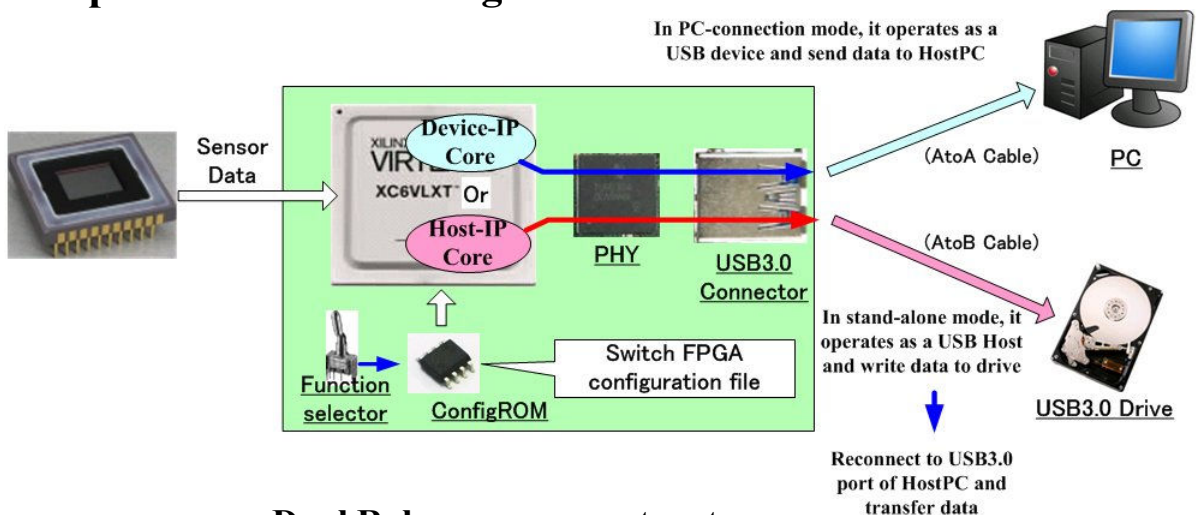 In PC-connection mode, it operates as a
USB device and send data to HostPC
Sensor
Data
Device-IP
Core
XC6VLXT
Or
Host-IP
Core
PHY
USB3.0
Connector
(AtoA Cable)
PC
(AtoB Cable)
In stand-alone mode, it
operates as a USB Host
and write data to drive
USB3.0 Drive
Function
selector
ConfigROM
Switch FPGA
configuration file
Reconnect to USB3.0
port of HostPC and
transfer data